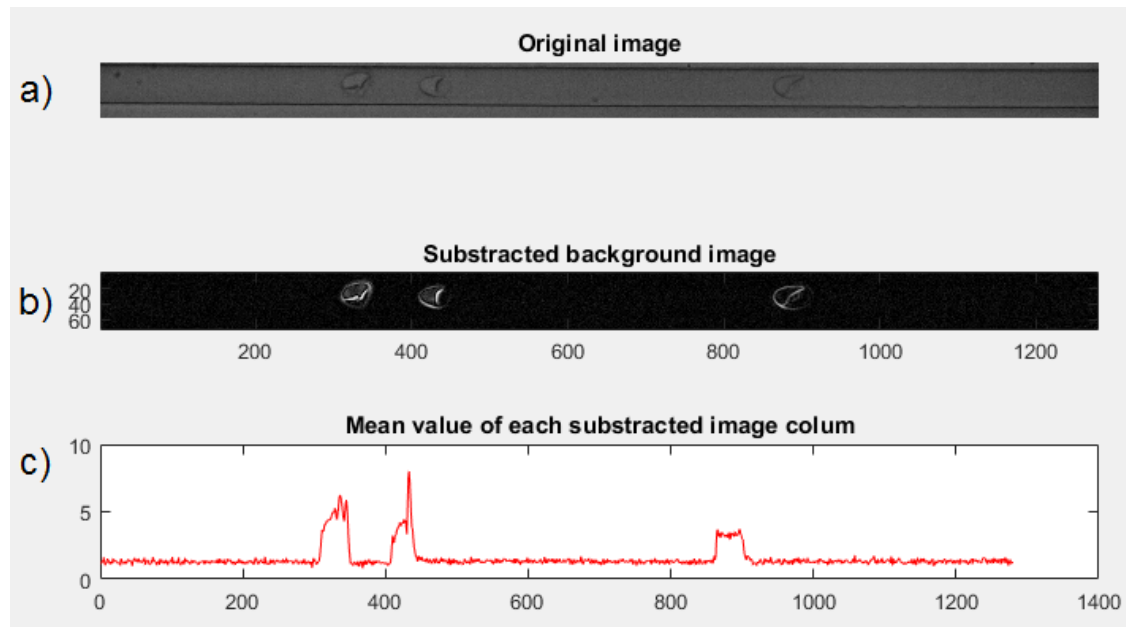 Original image
a)
Substracted background image
b)
20
40
60
200 400 600 800 1000 1200
Mean value of each substracted image colum
c)
10
5
0
0 200 400 600 800 1000 1200 1400